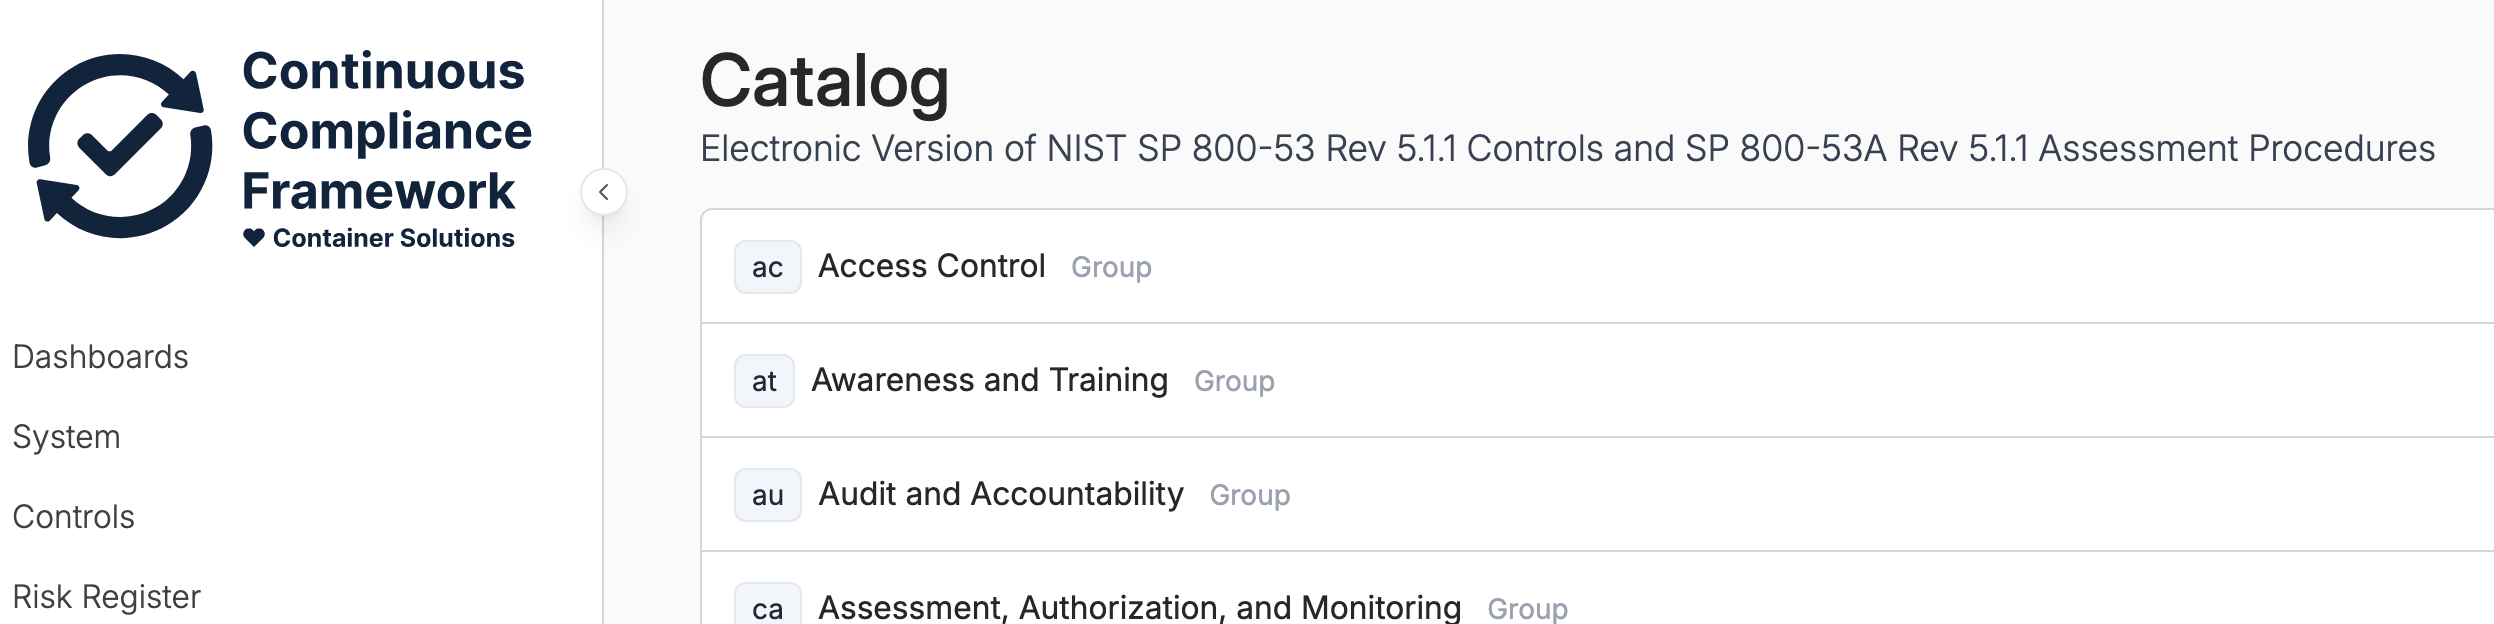 Continuous
Compliance
Framework
Container Solutions
Dashboards
System
Controls
Risk Register
Catalog
Electronic Version of NIST SP 800-53 Rev 5.1.1 Controls and SP 800-53A Rev 5.1.1 Assessment Procedures
ac Access Control Group
at Awareness and Training Group
au Audit and Accountability Group
ca Assessment, Authorization, and Monitoring Group